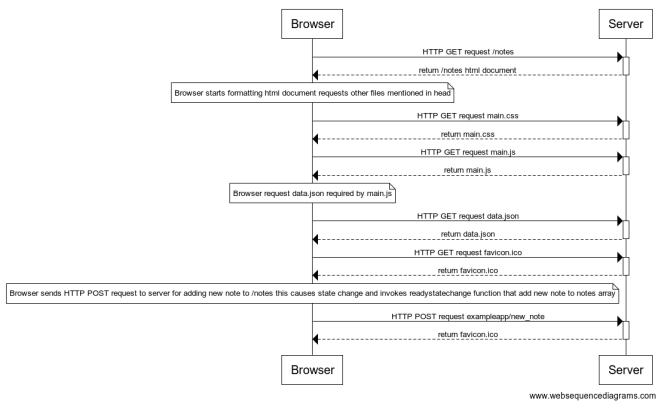 Browser Server
HTTP GET request /notes
return /notes html document
Browser starts formatting html document requests other files mentioned in head
HTTP GET request main.css
return main.css
HTTP GET request main.js
return main.js
Browser request data.json required by main.js
HTTP GET request data.json
return data.json
HTTP GET request favicon.ico
return favicon.ico
Browser sends HTTP POST request to server for adding new note to /notes this causes state change and invokes readystatechange function that add new note to notes array
HTTP POST request exampleapp/new_note
return favicon.ico
Browser Server
www.websequencediagrams.com